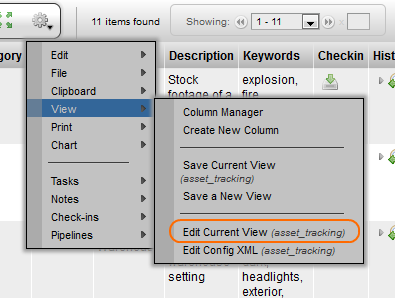 11 items found
Showing:
1 - 11
x
Description
Keywords
Checkin
Stock
footage of a
explosion,
fire
Edit
File
Clipboard
View
Print
Chart
Tasks
Notes
Check-ins
Pipelines
Column Manager
Create New Column
Save Current View
(asset_tracking)
Save a New View
Edit Current View (asset_tracking)
Edit Config XML (asset_tracking)
setting
headlights,
exterior,